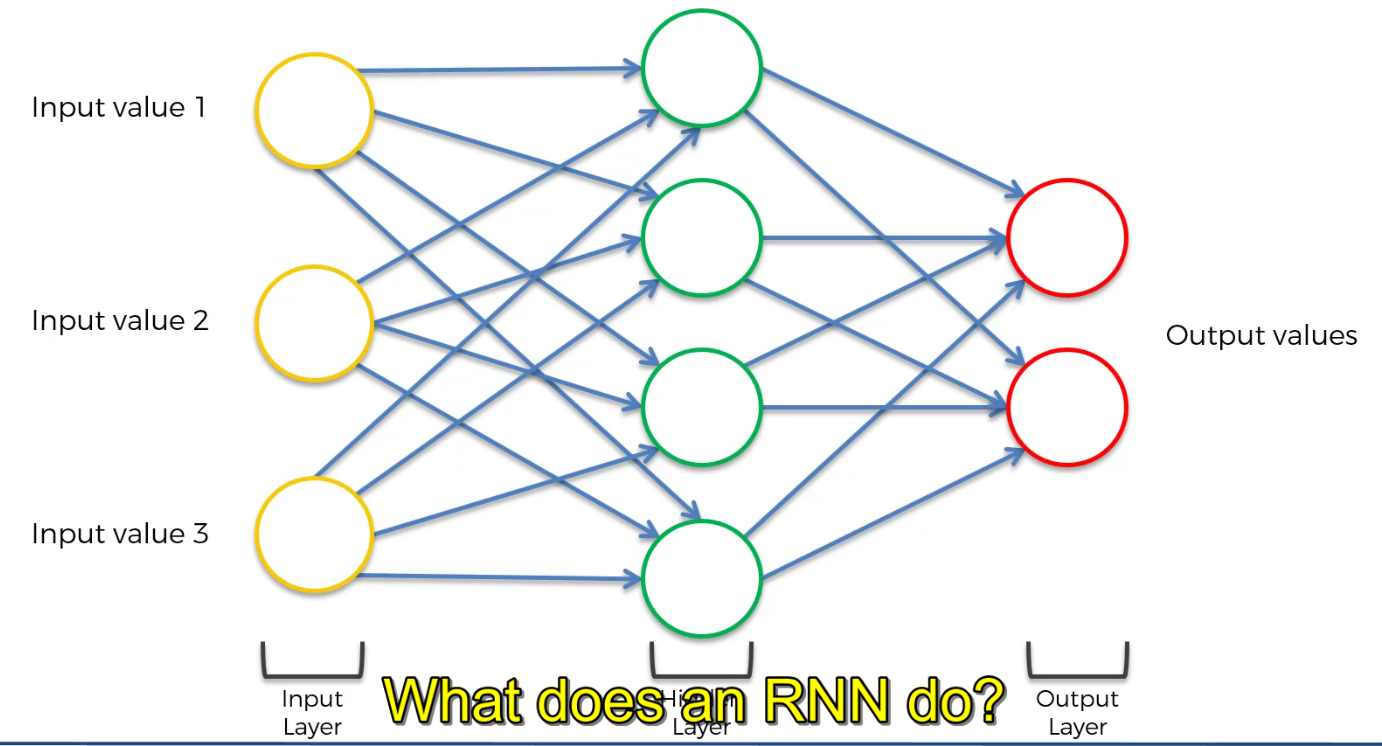 Input value 1
Input value 2
Input value 3
Output values
Input
Layer
What does an RNN do?
Layer
Output
Layer